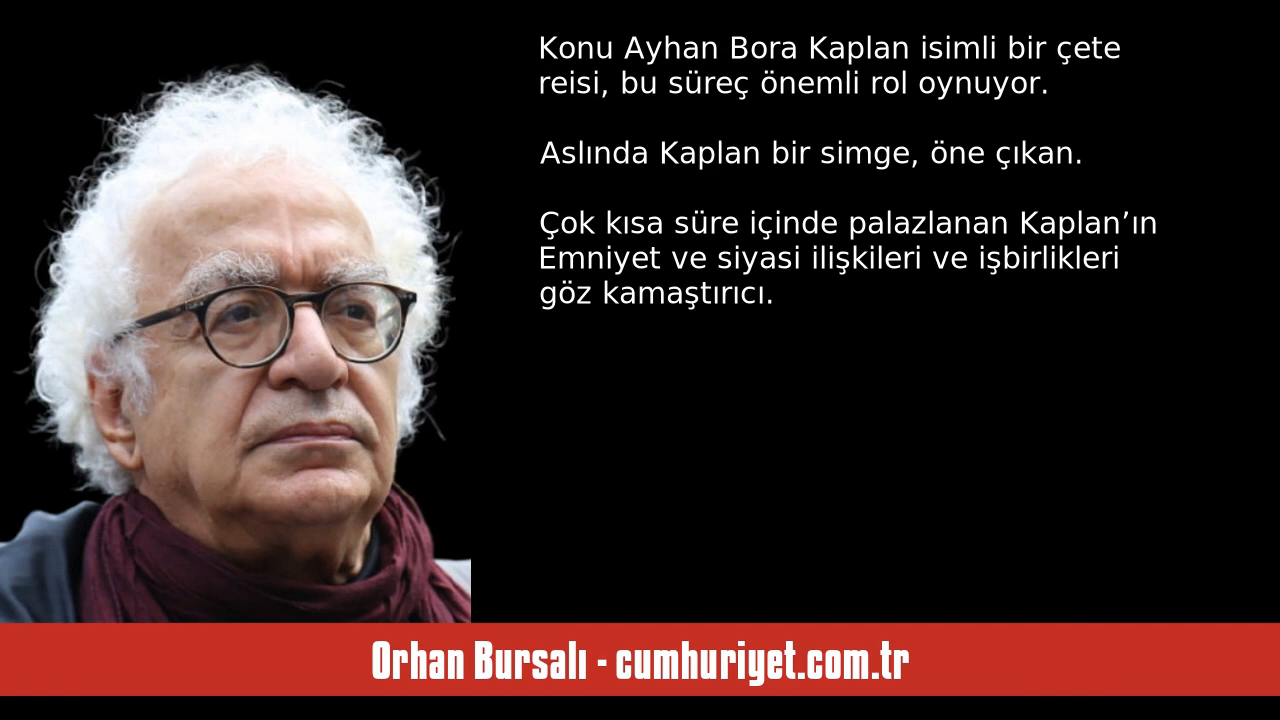 Konu Ayhan Bora Kaplan isimli bir çete
reisi, bu süreç önemli rol oynuyor.
Aslında Kaplan bir simge, öne çıkan.
Çok kısa süre içinde palazlanan Kaplan’ın
Emniyet ve siyasi ilişkileri ve işbirlikleri
göz kamaştırıcı.
Orhan Bursalı - cumhuriyet.com.tr